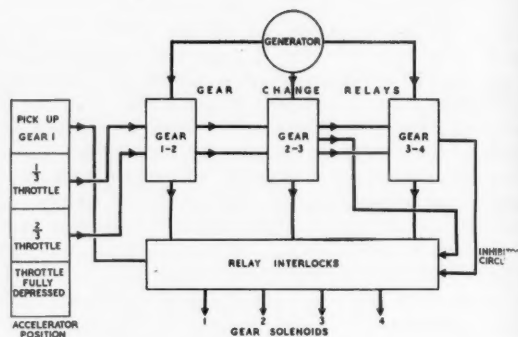 GENERATOR
GEAR CHANGE RELAYS
PICK UP
GEAR 1
1/3
THROTTLE
2/3
THROTTLE
THROTTLE
FULLY
DEPRESSED
ACCELERATOR
POSITION
GEAR
1-2
GEAR
2-3
GEAR
3-4
RELAY INTERLOCKS
1 2 3 4
GEAR SOLENOIDS